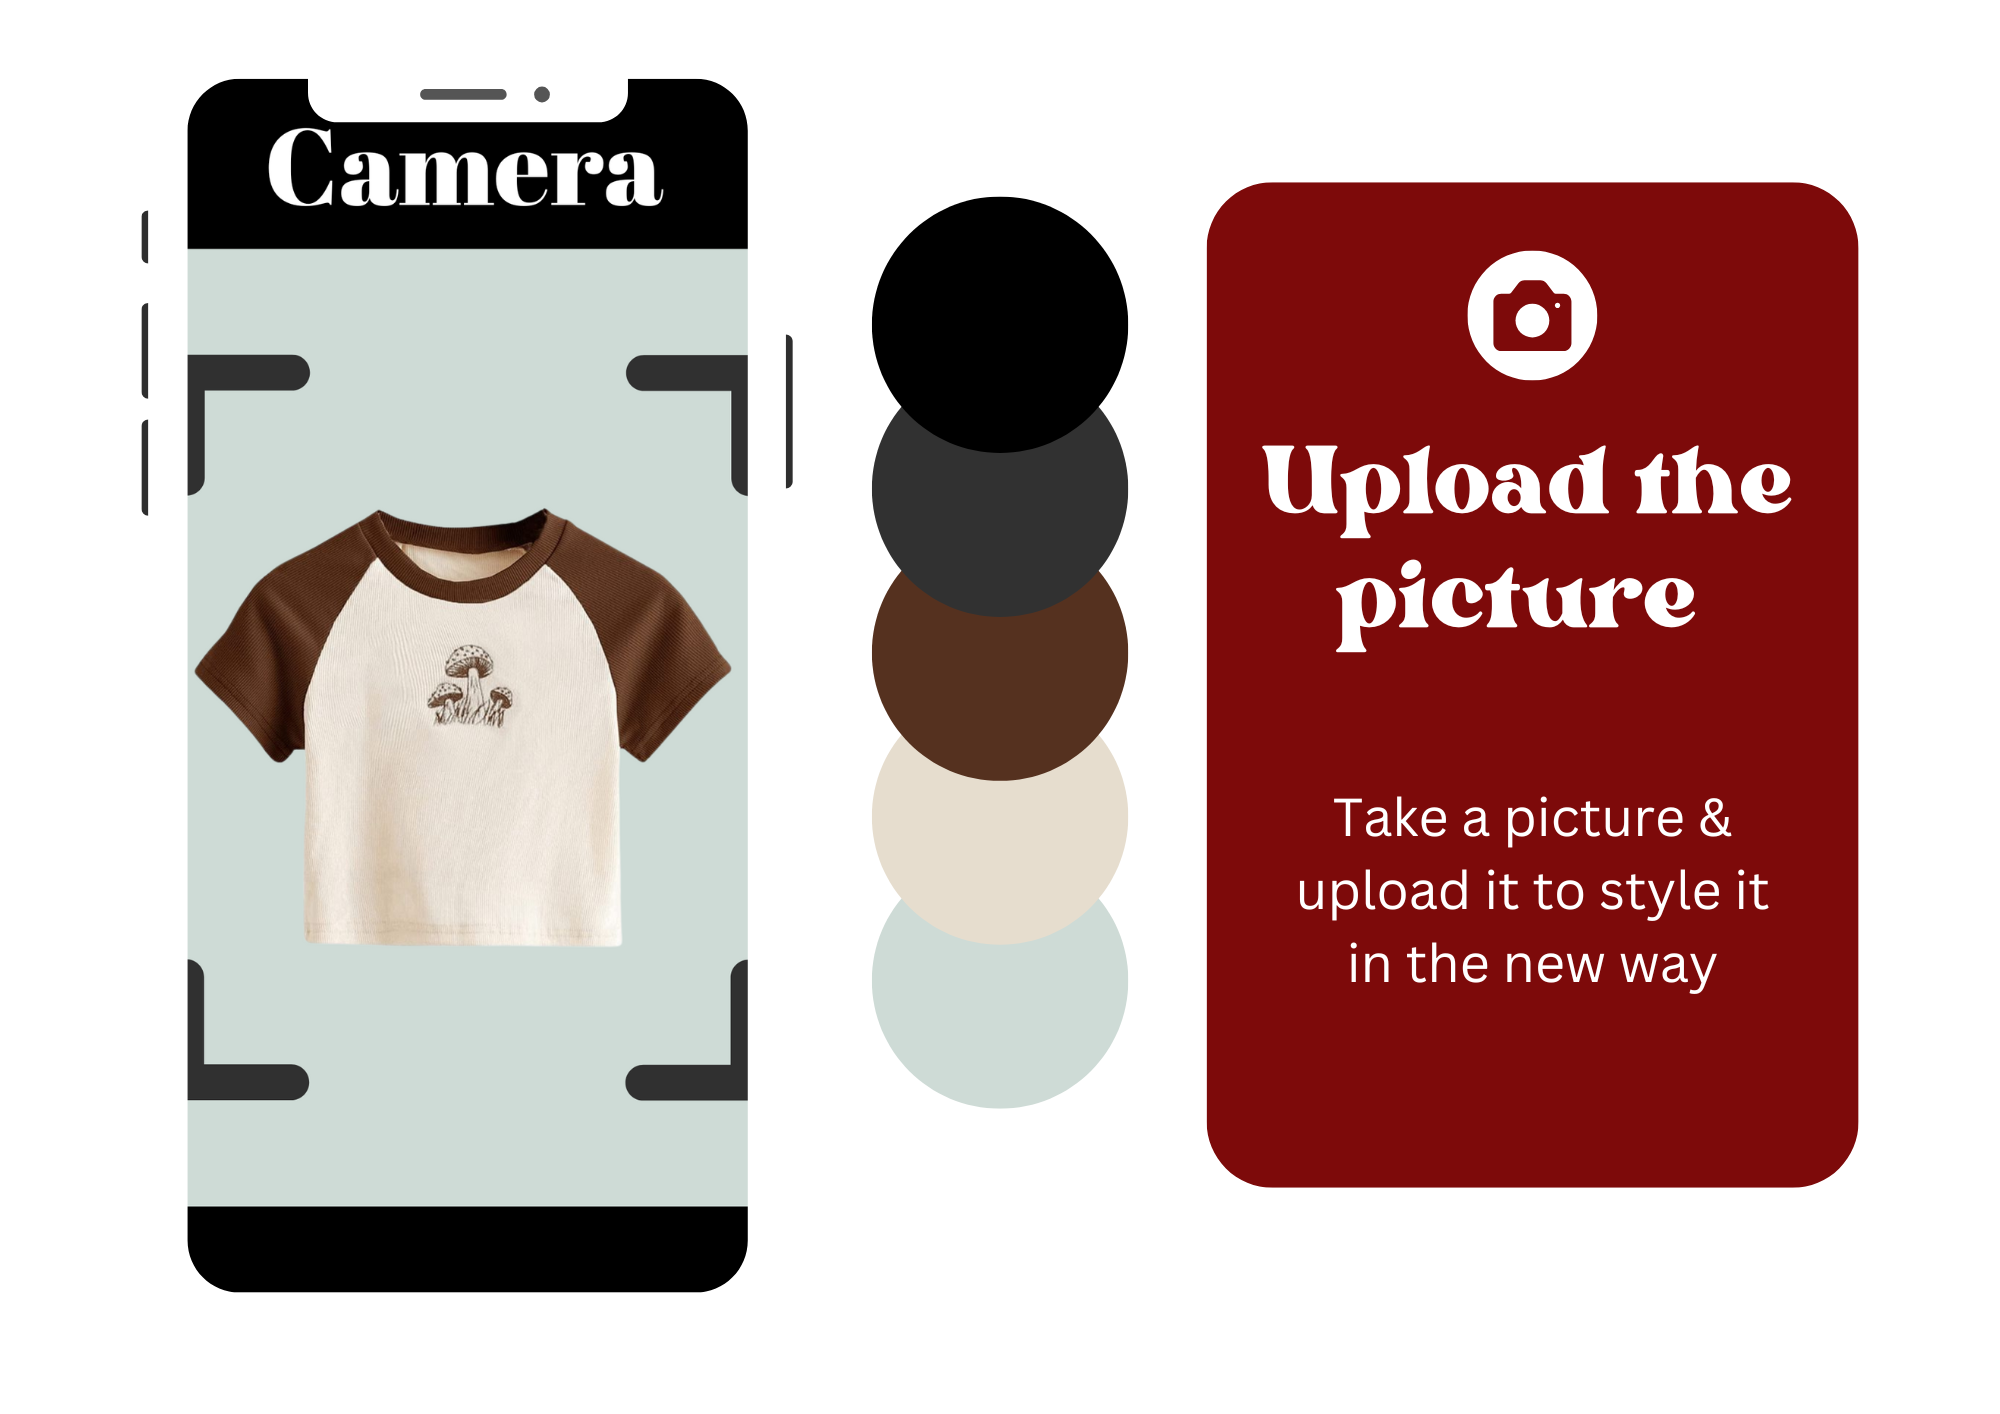 Camera
Upload the
picture
Take a picture &
upload it to style it
in the new way